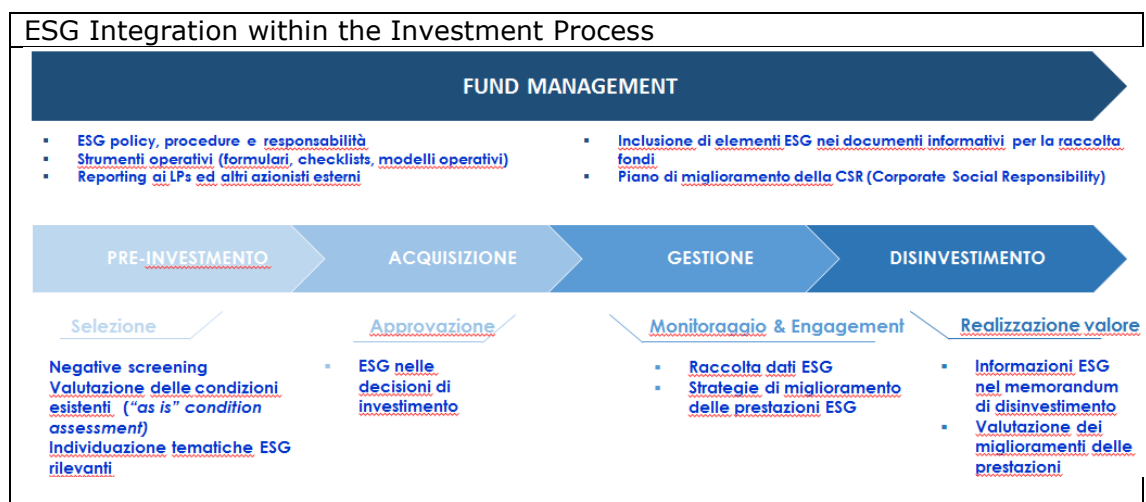 ESG Integration within the Investment Process
FUND MANAGEMENT
▪ ESG policy, procedure e responsabilità
▪ Strumenti operativi (formulari, checklists, modelli operativi)
▪ Reporting ai LPs ed altri azionisti esterni
▪ Inclusione di elementi ESG nei documenti informativi per la raccolta
fondi
▪ Piano di miglioramento della CSR (Corporate Social Responsibility)
PRE-INVESTIMENTO
ACQUISIZIONE
GESTIONE
DISINVESTIMENTO
Selezione
Negative screening
Valutazione delle condizioni
esistenti ("as is" condition
assessment)
Individuazione tematiche ESG
rilevanti
Approvazione
▪ ESG nelle
decisioni di
investimento
Monitoraggio & Engagement
▪ Raccolta dati ESG
▪ Strategie di miglioramento
delle prestazioni ESG
Realizzazione valore
▪ Informazioni ESG
nel memorandum
di disinvestimento
▪ Valutazione dei
miglioramenti delle
prestazioni